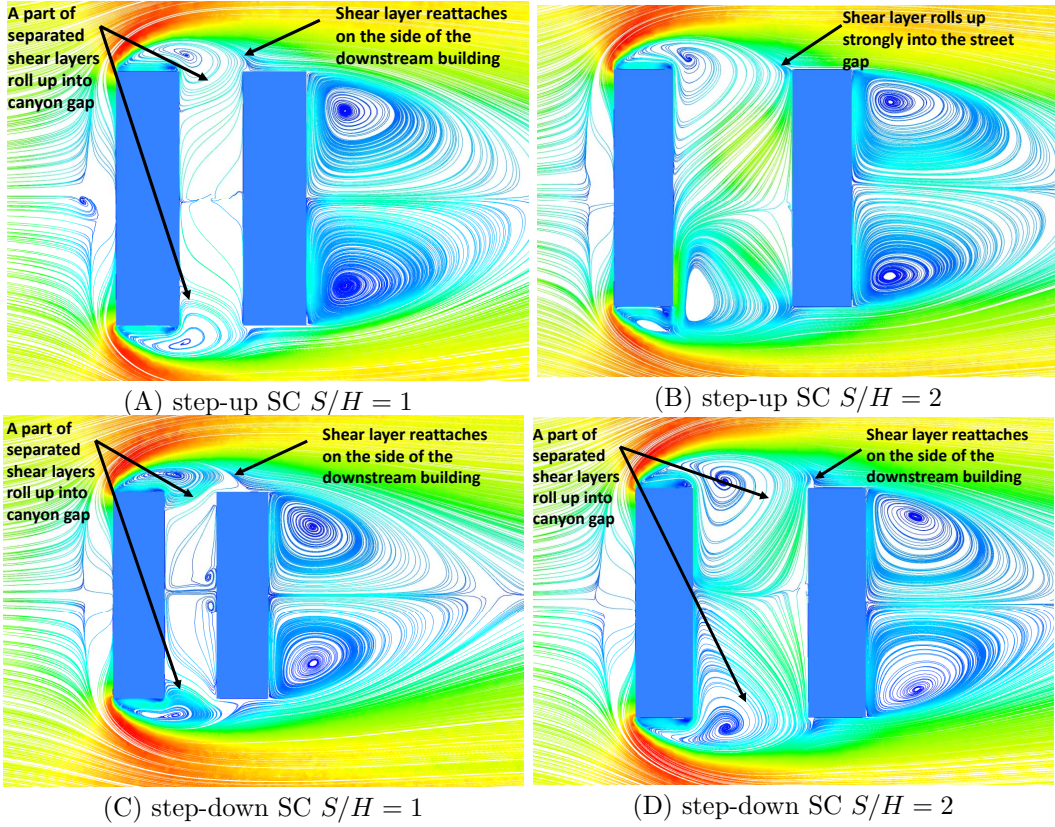 A part of
separated
shear layers
roll up into
canyon gap
Shear layer reattaches
on the side of the
downstream building
Shear layer rolls up
strongly into the street
gap
(A) step-up SC S/H = 1
(B) step-up SC S/H = 2
A part of
separated
shear layers
roll up into
canyon gap
Shear layer reattaches
on the side of the
downstream building
A part of
separated
shear layers
roll up into
canyon gap
Shear layer reattaches
on the side of the
downstream building
(C) step-down SC S/H = 1
(D) step-down SC S/H = 2